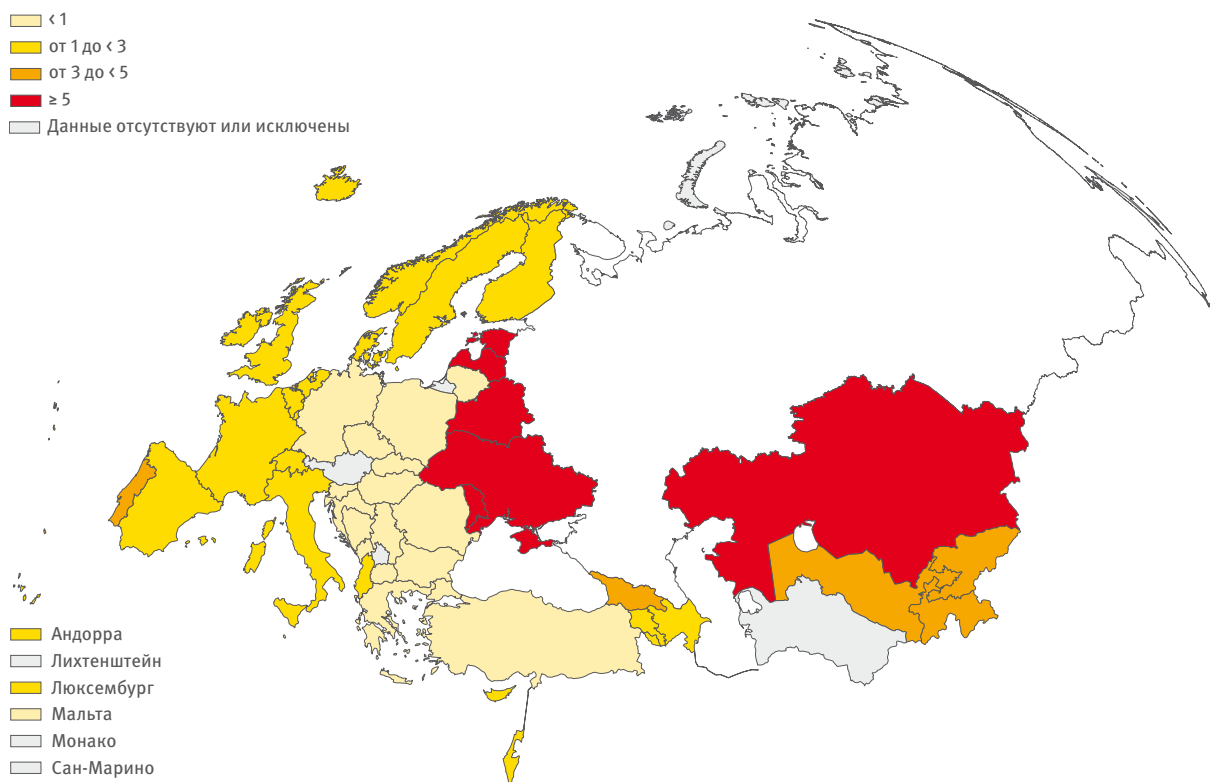 < 1
от 1 до < 3
от 3 до < 5
≥ 5
Данные отсутствуют или исключены
Андорра
Лихтенштейн
Люксембург
Мальта
Монако
Сан-Марино